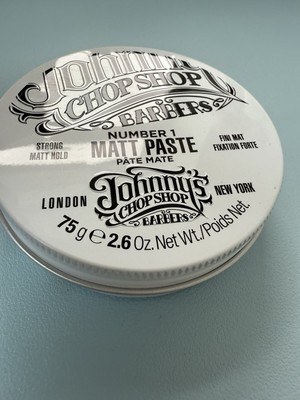 Johnny's
CHOP SHOP
BARBERS
NUMBER 1
STRONG
MATT HOLD
MATT PASTE
FINI MAT
FIXATION FORTE
PÂTE MATE
LONDON
Johnny's
CHOP SHOP
BARBERS
NEW YORK
75g e 2.6 Oz. Net Wt./Poids Net.